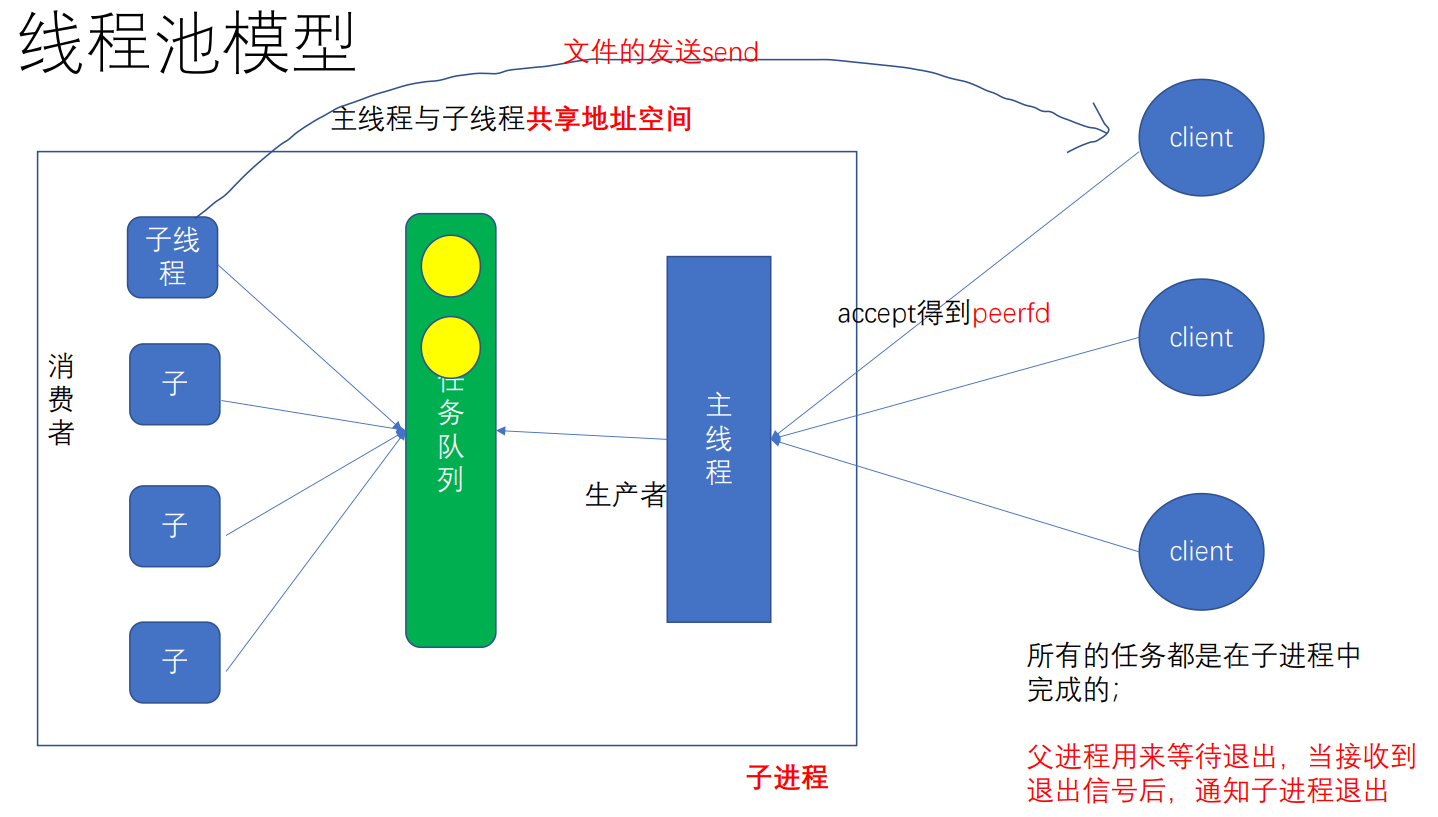 线程池模型
文件的发送send
主线程与子线程共享地址空间
client
子线
程
accept得到peerfd
client
消
费
者
子
任
务
队
列
主
线
程
生产者
子
client
子
所有的任务都是在子进程中
完成的；
父进程用来等待退出，当接收到
退出信号后，通知子进程退出
子进程